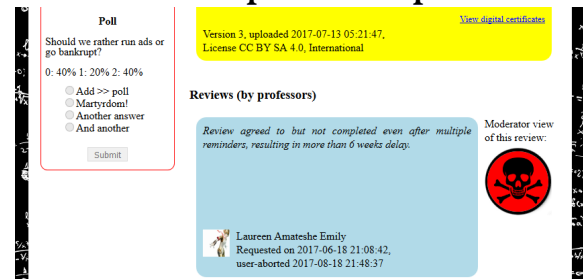 Poll
Should we rather run ads or
go bankrupt?
0: 40% 1: 20% 2: 40%
Add >> poll
Martyrdom!
Another answer
And another
Submit
View digital certificates
Version 3, uploaded 2017-07-13 05:21:47,
License CC BY SA 4.0, International
Reviews (by professors)
Review agreed to but not completed even after multiple
reminders, resulting in more than 6 weeks delay.
Laureen Amateshe Emily
Requested on 2017-06-18 21:08:42,
user-aborted 2017-08-18 21:48:37
Moderator view
of this review: